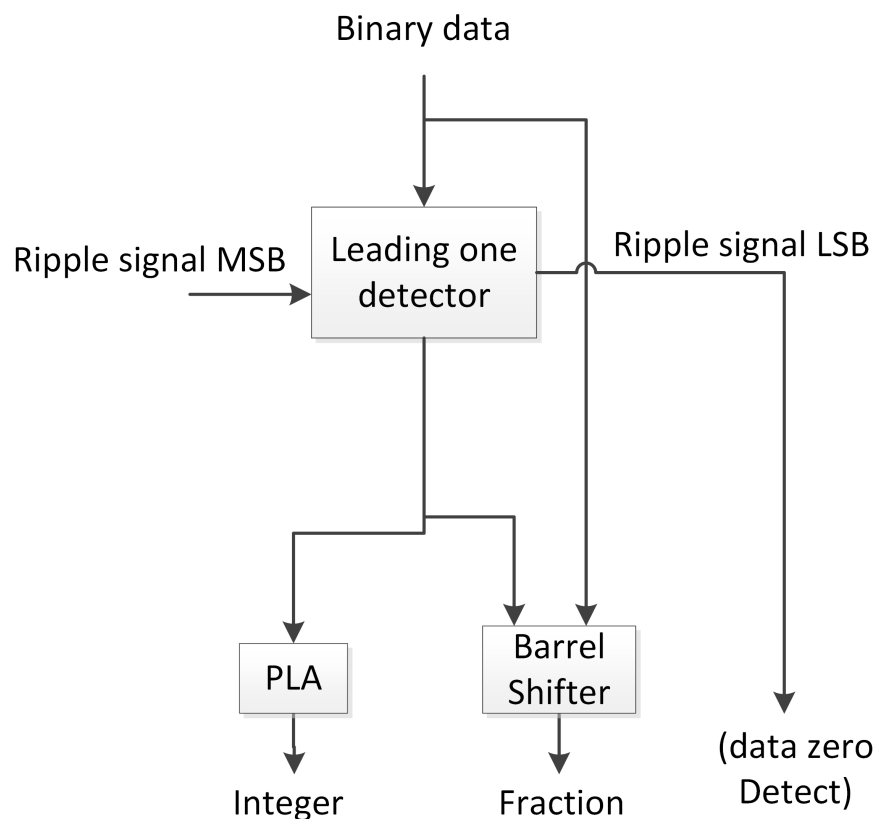 Binary data
Leading one
detector
Ripple signal MSB
Ripple signal LSB
PLA
Barrel
Shifter
(data zero
Detect)
Integer
Fraction